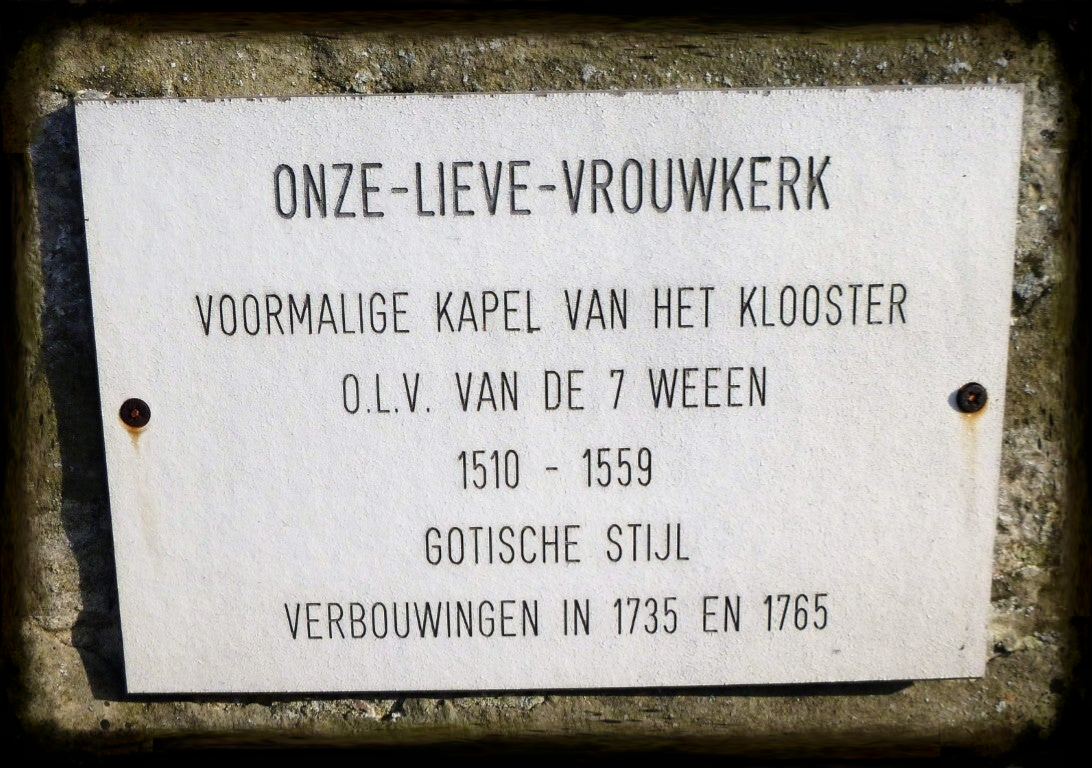 ONZE-LIEVE-VROUWKERK
VOORMALIGE KAPEL VAN HET KLOOSTER
O.L.V. VAN DE 7 WEEEN
1510 - 1559
GOTISCHE STIJL
VERBOUWINGEN IN 1735 EN 1765